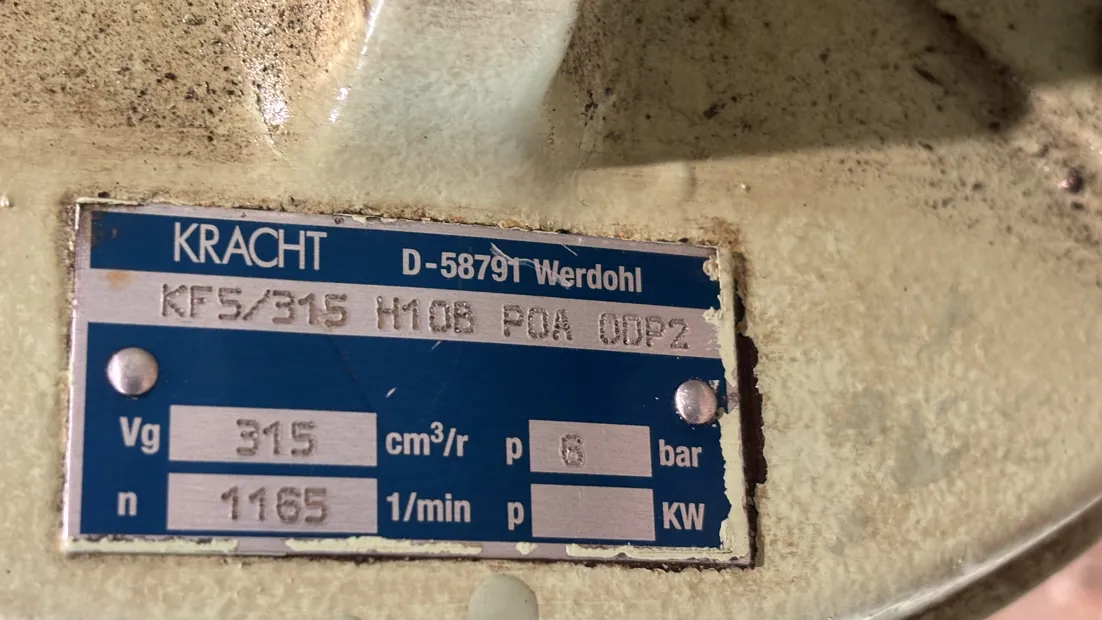 KRACHT D-58791 Werdohl
KF5/315 H10B P0A 0DP2
Vg 315 cm³/r p 6 bar
n 1165 1/min p KW